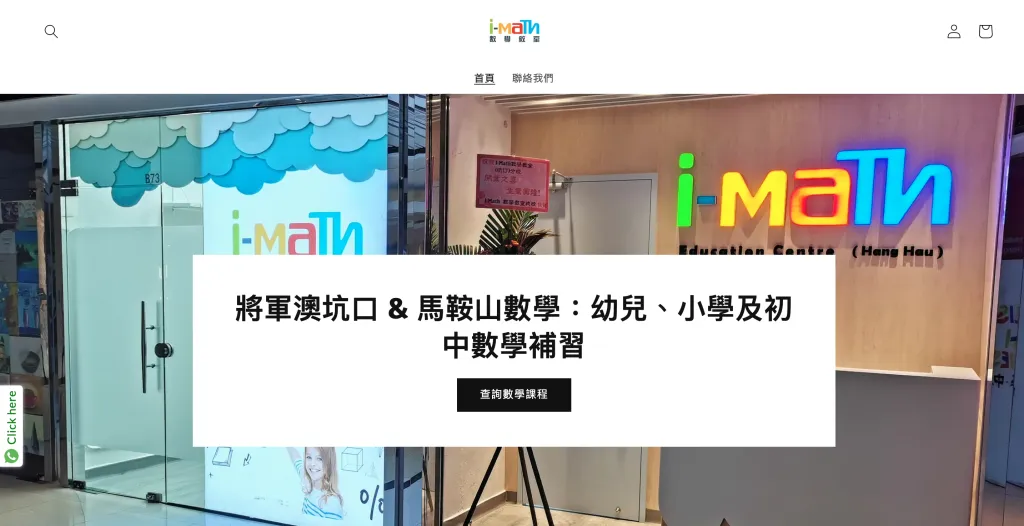 i-maTh
數學教室
首頁
聯絡我們
B73
i-maTh
i-maTh
Education Centre (Hang Hau)
將軍澳坑口 & 馬鞍山數學：幼兒、小學及初
中數學補習
查詢數學課程
Click here
%